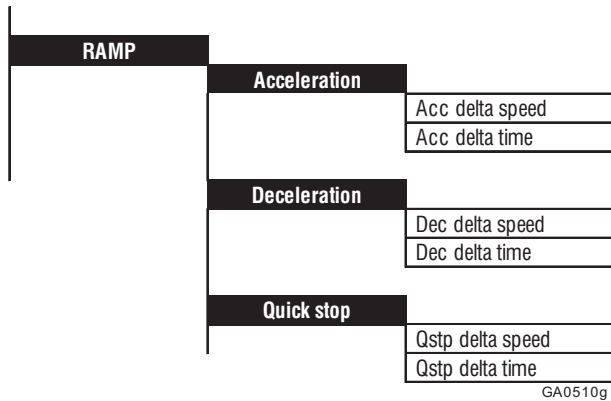 RAMP
Acceleration
Acc delta speed
Acc delta time
Deceleration
Dec delta speed
Dec delta time
Quick stop
Qstp delta speed
Qstp delta time
GA0510g